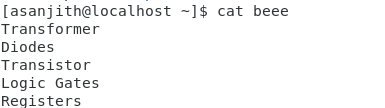 [asanjith@localhost ~]$ cat beee
Transformer
Diodes
Transistor
Logic Gates
Registers